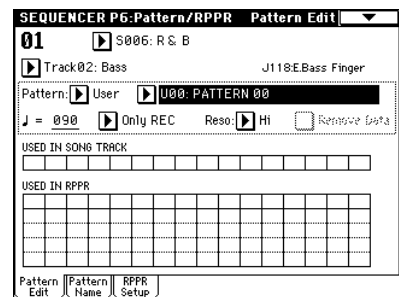 SEQUENCER P6:Pattern/RPPR Pattern Edit
01 S006: R & B
Track02: Bass J118:E.Bass Finger
Pattern: User U00: PATTERN 00
♩ = 090 Only REC Reso: Hi Remove Data
USED IN SONG TRACK
USED IN RPPR
Pattern Edit Pattern Name RPPR Setup